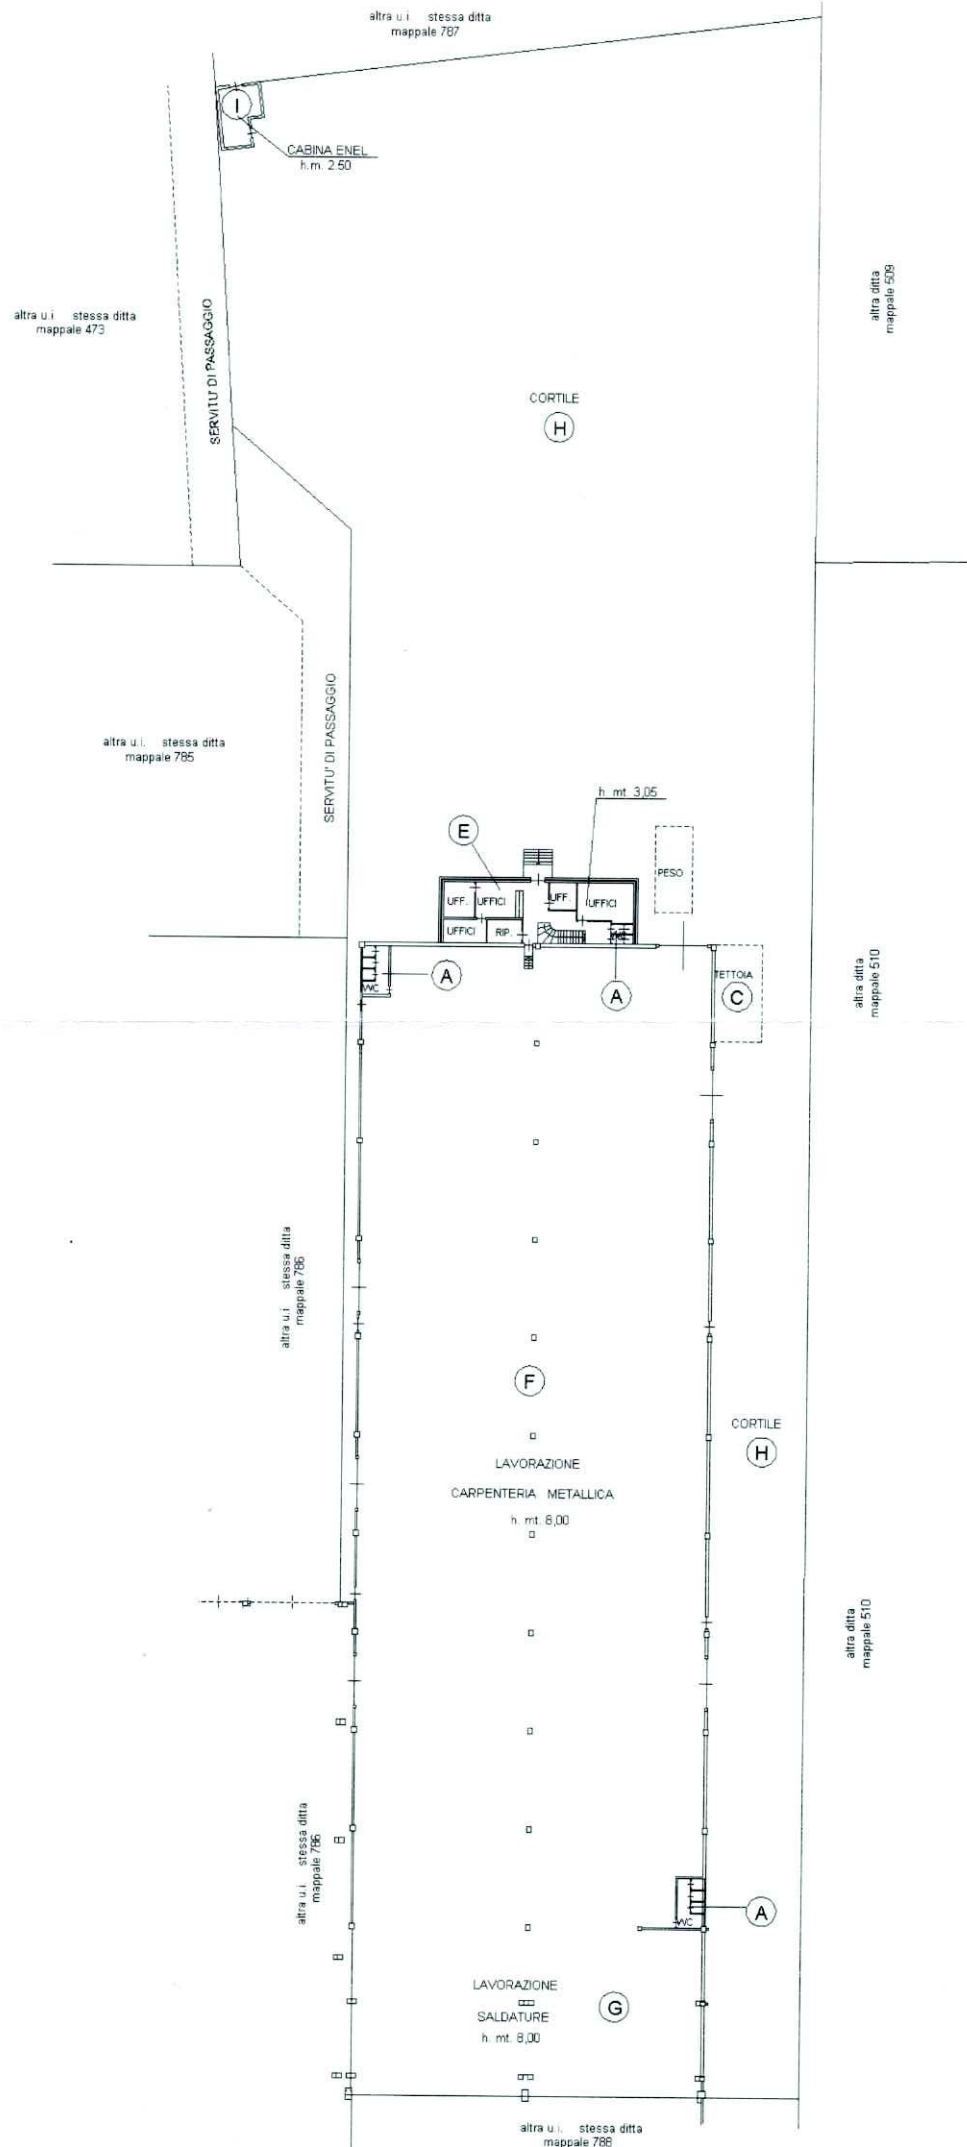 altra u.i stessa ditta
mappale 787
I
CABINA ENEL
h.m. 2.50
altra u.i stessa ditta
mappale 473
SERVITU' DI PASSAGGIO
altra ditta
mappale 509
CORTILE
H
altra u.i. stessa ditta
mappale 785
SERVITU' DI PASSAGGIO
h. mt. 3,05
E
PESO
UFF.
UFFICI
UFF.
UFFICI
UFFICI
RIP.
WC
A
WC
A
TETTOIA
C
altra ditta
mappale 510
altra u.i stessa ditta
mappale 786
F
LAVORAZIONE
CARPENTERIA METALLICA
h. mt. 8,00
CORTILE
H
altra ditta
mappale 510
altra u.i. stessa ditta
mappale 786
A
WC
LAVORAZIONE
G
SALDATURE
h. mt. 8,00
altra u.i. stessa ditta
mappale 788